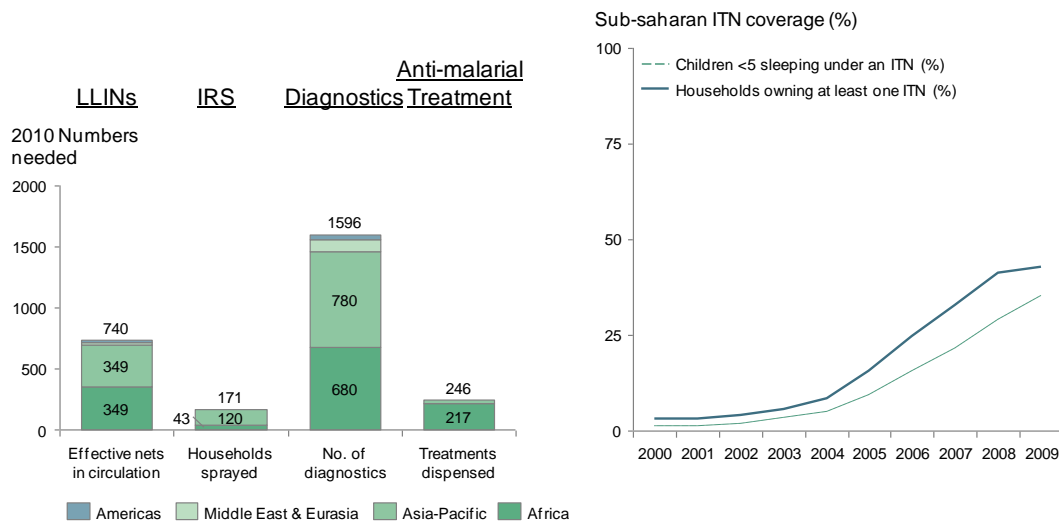 LLINs
IRS
Diagnostics
Anti-malarial
Treatment
2010 Numbers
needed
2000
1500
1000
500
0
740
349
349
171
43
120
1596
780
680
246
217
Effective nets
in circulation
Households
sprayed
No. of
diagnostics
Treatments
dispensed
Americas
Middle East & Eurasia
Asia-Pacific
Africa
Sub-saharan ITN coverage (%)
100
75
50
25
0
Children <5 sleeping under an ITN (%)
Households owning at least one ITN (%)
2000 2001 2002 2003 2004 2005 2006 2007 2008 2009